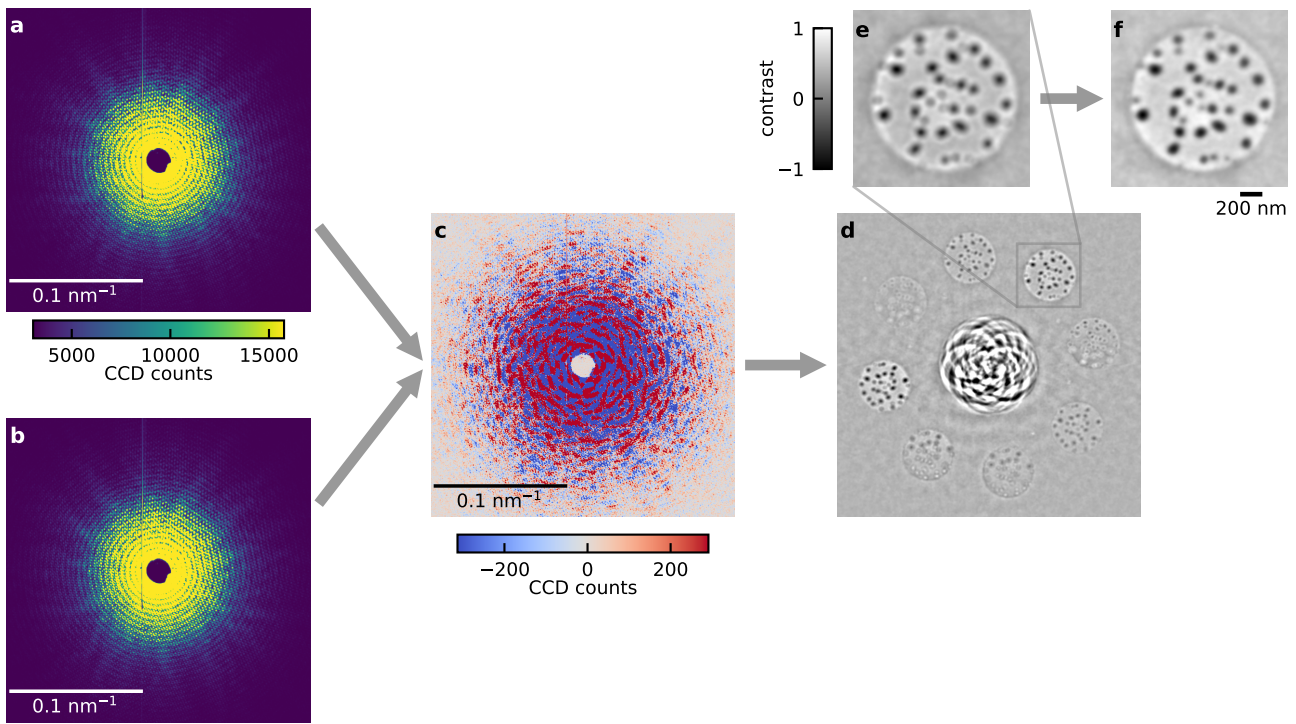 a
0.1 nm⁻¹
5000 10000 15000
CCD counts
b
0.1 nm⁻¹
c
0.1 nm⁻¹
−200 0 200
CCD counts
contrast
1
0
−1
e
f
200 nm
d